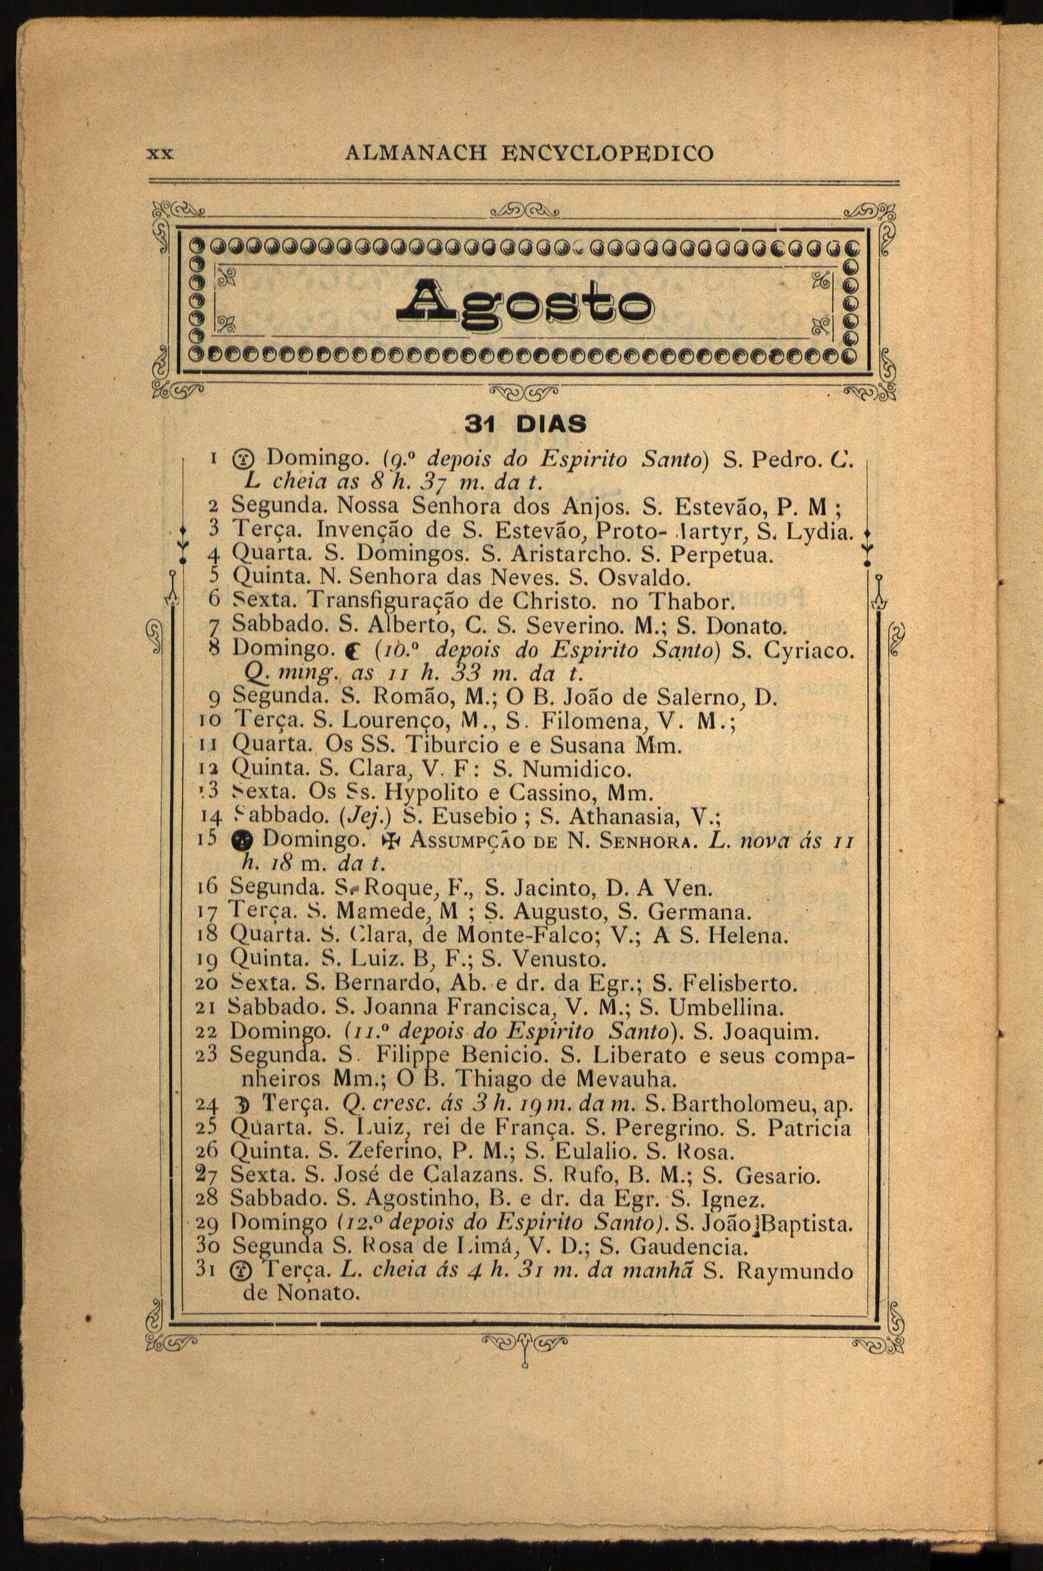 xx ALMANACH ENCYCLOPEDICO
Agosto
31 DIAS
1 Domingo. (9.º depois do Espirito Santo) S. Pedro. C.
L cheia as 8 h. 37 m. da t.
2 Segunda. Nossa Senhora dos Anjos. S. Estevão, P. M ;
3 Terça. Invenção de S. Estevão, Proto- lartyr, S. Lydia.
4 Quarta. S. Domingos. S. Aristarcho. S. Perpetua.
5 Quinta. N. Senhora das Neves. S. Osvaldo.
6 Sexta. Transfiguração de Christo. no Thabor.
7 Sabbado. S. Alberto, C. S. Severino. M.; S. Donato.
8 Domingo. (10.º depois do Espirito Santo) S. Cyriaco.
Q. ming. as 11 h. 33 m. da t.
9 Segunda. S. Romão, M.; O B. João de Salerno, D.
10 Terça. S. Lourenço, M., S. Filomena, V. M.;
11 Quarta. Os SS. Tiburcio e e Susana Mm.
12 Quinta. S. Clara, V. F: S. Numidico.
13 Sexta. Os Ss. Hypolito e Cassino, Mm.
14 Sabbado. (Jej.) S. Eusebio ; S. Athanasia, V.;
15 Domingo. ✠ ASSUMPÇÃO DE N. SENHORA. L. nova ás 11
h. 18 m. da t.
16 Segunda. S. Roque, F., S. Jacinto, D. A Ven.
17 Terça. S. Mamede, M ; S. Augusto, S. Germana.
18 Quarta. S. Clara, de Monte-Falco; V.; A S. Helena.
19 Quinta. S. Luiz. B, F.; S. Venusto.
20 Sexta. S. Bernardo, Ab. e dr. da Egr.; S. Felisberto.
21 Sabbado. S. Joanna Francisca, V. M.; S. Umbellina.
22 Domingo. (11.º depois do Espirito Santo). S. Joaquim.
23 Segunda. S. Filippe Benicio. S. Liberato e seus compa-
nheiros Mm.; O B. Thiago de Mevauha.
24 Terça. Q. cresc. ás 3 h. 19 m. da m. S. Bartholomeu, ap.
25 Quarta. S. Luiz, rei de França. S. Peregrino. S. Patricia
26 Quinta. S. Zeferino, P. M.; S. Eulalio. S. Rosa.
27 Sexta. S. José de Calazans. S. Rufo, B. M.; S. Gesario.
28 Sabbado. S. Agostinho, B. e dr. da Egr. S. Ignez.
29 Domingo (12.º depois do Espirito Santo). S. João Baptista.
30 Segunda S. Rosa de Limá, V. D.; S. Gaudencia.
31 Terça. L. cheia ás 4 h. 31 m. da manhã S. Raymundo
de Nonato.